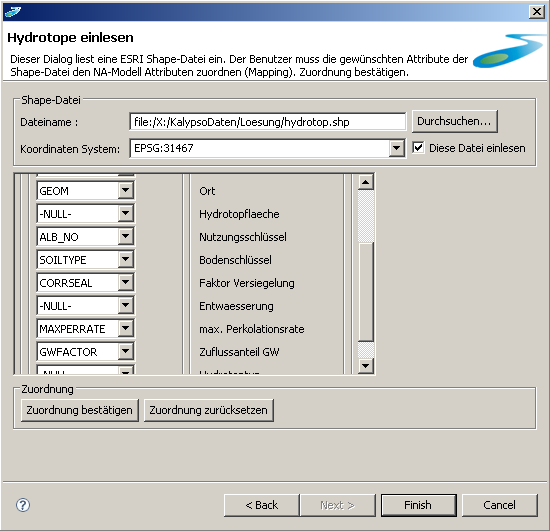 Hydrotope einlesen
Dieser Dialog liest eine ESRI Shape-Datei ein. Der Benutzer muss die gewünschten Attribute der
Shape-Datei den NA-Modell Attributen zuordnen (Mapping). Zuordnung bestätigen.
Shape-Datei
Dateiname : file:/X:/KalypsoDaten/Loesung/hydrotop.shp Durchsuchen...
Koordinaten System: EPSG:31467 Diese Datei einlesen
GEOM Ort
-NULL- Hydrotopflaeche
ALB_NO Nutzungsschlüssel
SOILTYPE Bodenschlüssel
CORRSEAL Faktor Versiegelung
-NULL- Entwaesserung
MAXPERRATE max. Perkolationsrate
GWFACTOR Zuflussanteil GW
-NULL-
Zuordnung
Zuordnung bestätigen Zuordnung zurücksetzen
? < Back Next > Finish Cancel